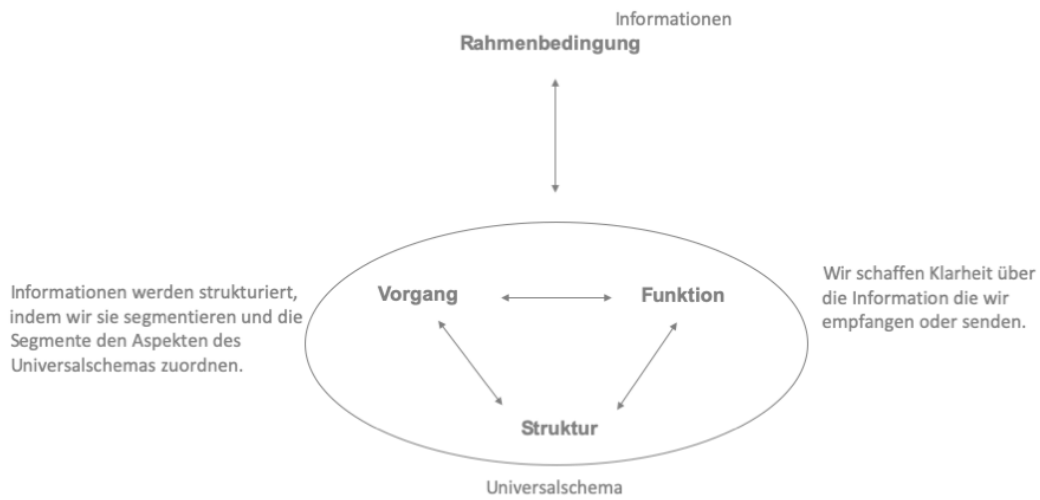 Informationen
Rahmenbedingung
Informationen werden strukturiert,
indem wir sie segmentieren und die
Segmente den Aspekten des
Universalschemas zuordnen.
Vorgang
Funktion
Struktur
Wir schaffen Klarheit über
die Information die wir
empfangen oder senden.
Universalschema